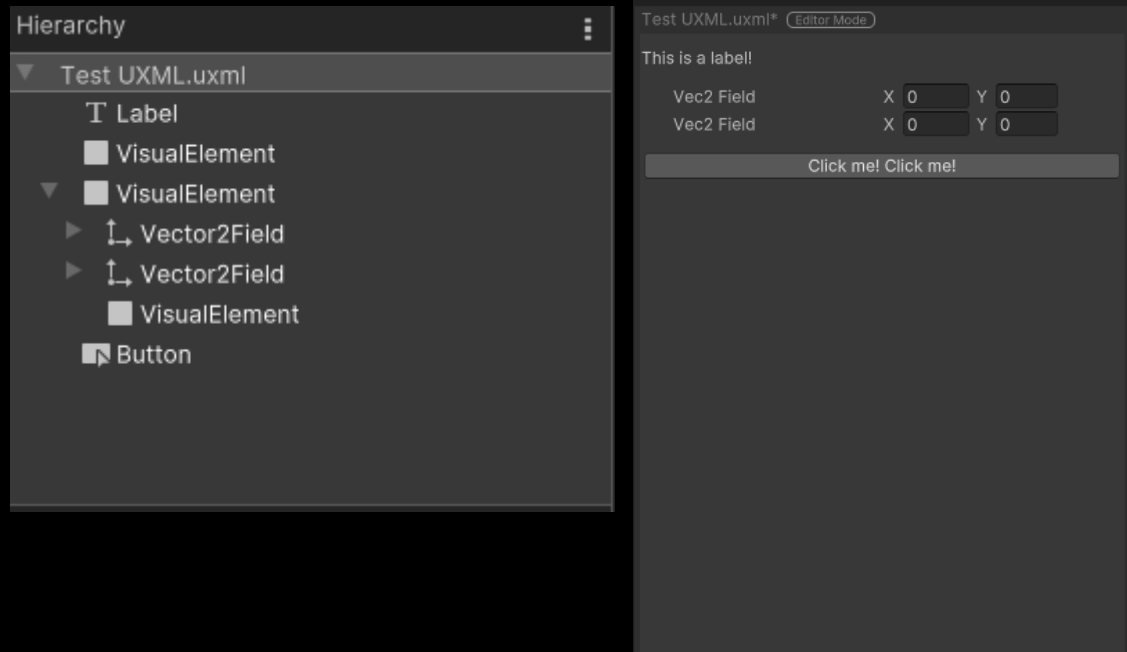 Hierarchy
Test UXML.uxml
Label
VisualElement
VisualElement
Vector2Field
Vector2Field
VisualElement
Button
Test UXML.uxml* Editor Mode
This is a label!
Vec2 Field X 0 Y 0
Vec2 Field X 0 Y 0
Click me! Click me!